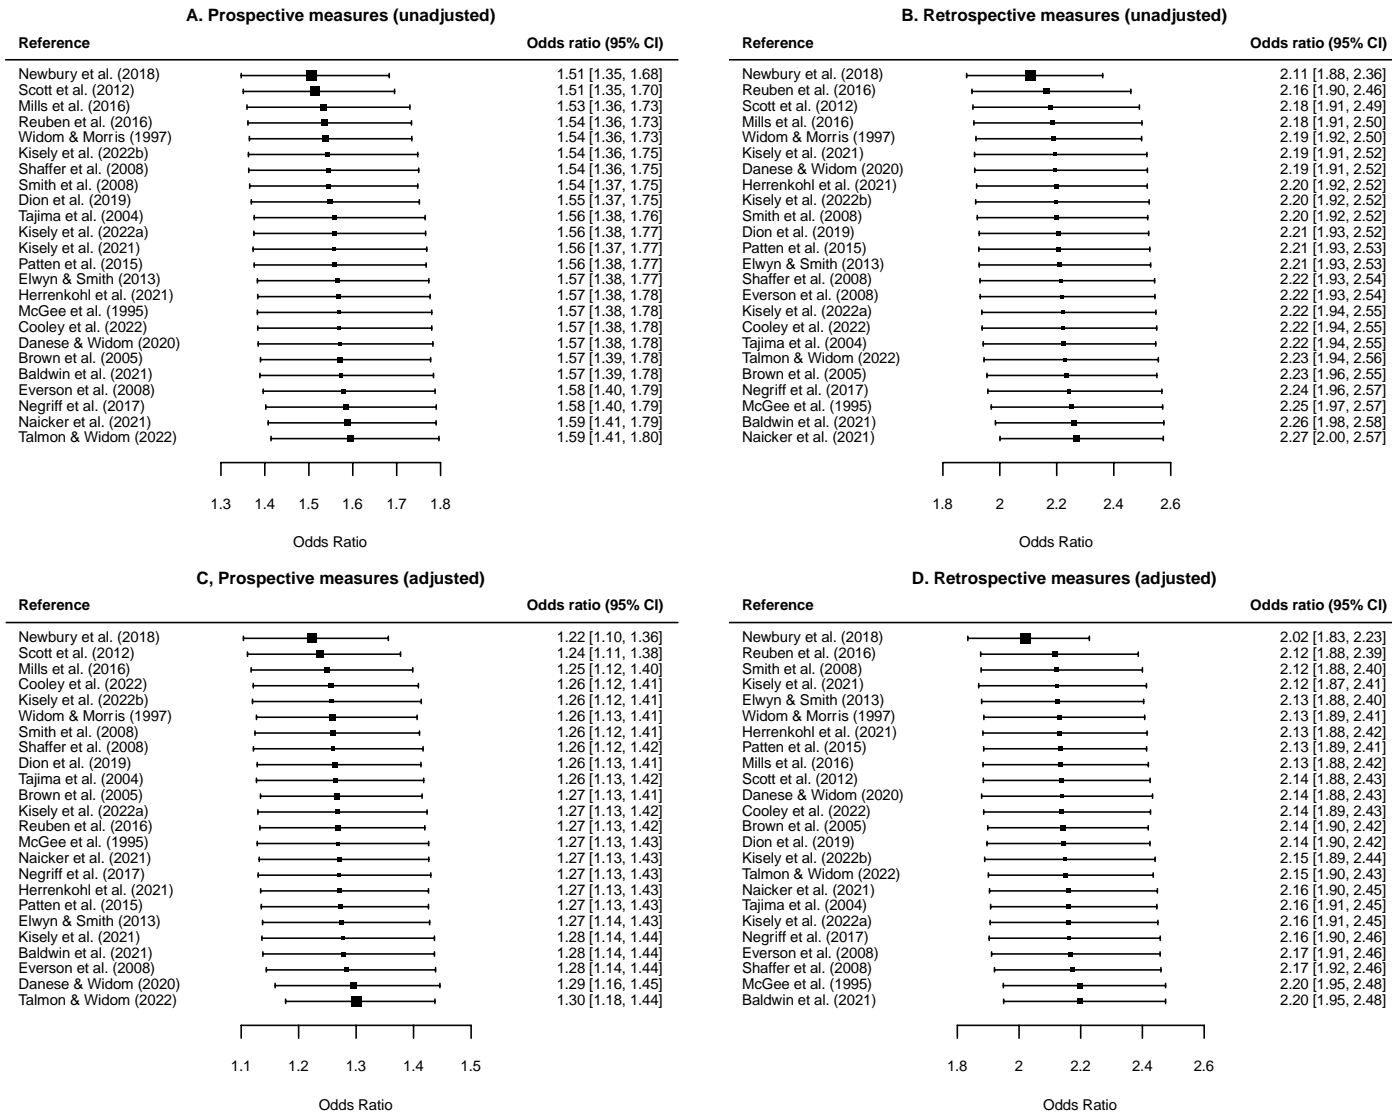 A. Prospective measures (unadjusted)
Reference Odds ratio (95% CI)
Newbury et al. (2018) 1.51 [1.35, 1.68]
Scott et al. (2012) 1.51 [1.35, 1.70]
Mills et al. (2016) 1.53 [1.36, 1.73]
Reuben et al. (2016) 1.54 [1.36, 1.73]
Widom & Morris (1997) 1.54 [1.36, 1.73]
Kisely et al. (2022b) 1.54 [1.36, 1.75]
Shaffer et al. (2008) 1.54 [1.36, 1.75]
Smith et al. (2008) 1.54 [1.37, 1.75]
Dion et al. (2019) 1.55 [1.37, 1.75]
Tajima et al. (2004) 1.56 [1.38, 1.76]
Kisely et al. (2022a) 1.56 [1.38, 1.77]
Kisely et al. (2021) 1.56 [1.37, 1.77]
Patten et al. (2015) 1.56 [1.38, 1.77]
Elwyn & Smith (2013) 1.57 [1.38, 1.77]
Herrenkohl et al. (2021) 1.57 [1.38, 1.78]
McGee et al. (1995) 1.57 [1.38, 1.78]
Cooley et al. (2022) 1.57 [1.38, 1.78]
Danese & Widom (2020) 1.57 [1.38, 1.78]
Brown et al. (2005) 1.57 [1.39, 1.78]
Baldwin et al. (2021) 1.57 [1.39, 1.78]
Everson et al. (2008) 1.58 [1.40, 1.79]
Negriff et al. (2017) 1.58 [1.40, 1.79]
Naicker et al. (2021) 1.59 [1.41, 1.79]
Talmon & Widom (2022) 1.59 [1.41, 1.80]
1.3 1.4 1.5 1.6 1.7 1.8
Odds Ratio
B. Retrospective measures (unadjusted)
Reference Odds ratio (95% CI)
Newbury et al. (2018) 2.11 [1.88, 2.36]
Reuben et al. (2016) 2.16 [1.90, 2.46]
Scott et al. (2012) 2.18 [1.91, 2.49]
Mills et al. (2016) 2.18 [1.91, 2.50]
Widom & Morris (1997) 2.19 [1.92, 2.50]
Kisely et al. (2021) 2.19 [1.91, 2.52]
Danese & Widom (2020) 2.19 [1.91, 2.52]
Herrenkohl et al. (2021) 2.20 [1.92, 2.52]
Kisely et al. (2022b) 2.20 [1.92, 2.52]
Smith et al. (2008) 2.20 [1.92, 2.52]
Dion et al. (2019) 2.21 [1.93, 2.52]
Patten et al. (2015) 2.21 [1.93, 2.53]
Elwyn & Smith (2013) 2.21 [1.93, 2.53]
Shaffer et al. (2008) 2.22 [1.93, 2.54]
Everson et al. (2008) 2.22 [1.93, 2.54]
Kisely et al. (2022a) 2.22 [1.94, 2.55]
Cooley et al. (2022) 2.22 [1.94, 2.55]
Tajima et al. (2004) 2.22 [1.94, 2.55]
Talmon & Widom (2022) 2.23 [1.94, 2.56]
Brown et al. (2005) 2.23 [1.96, 2.55]
Negriff et al. (2017) 2.24 [1.96, 2.57]
McGee et al. (1995) 2.25 [1.97, 2.57]
Baldwin et al. (2021) 2.26 [1.98, 2.58]
Naicker et al. (2021) 2.27 [2.00, 2.57]
1.8 2 2.2 2.4 2.6
Odds Ratio
C, Prospective measures (adjusted)
Reference Odds ratio (95% CI)
Newbury et al. (2018) 1.22 [1.10, 1.36]
Scott et al. (2012) 1.24 [1.11, 1.38]
Mills et al. (2016) 1.25 [1.12, 1.40]
Cooley et al. (2022) 1.26 [1.12, 1.41]
Kisely et al. (2022b) 1.26 [1.12, 1.41]
Widom & Morris (1997) 1.26 [1.13, 1.41]
Smith et al. (2008) 1.26 [1.12, 1.41]
Shaffer et al. (2008) 1.26 [1.12, 1.42]
Dion et al. (2019) 1.26 [1.13, 1.41]
Tajima et al. (2004) 1.26 [1.13, 1.42]
Brown et al. (2005) 1.27 [1.13, 1.41]
Kisely et al. (2022a) 1.27 [1.13, 1.42]
Reuben et al. (2016) 1.27 [1.13, 1.42]
McGee et al. (1995) 1.27 [1.13, 1.43]
Naicker et al. (2021) 1.27 [1.13, 1.43]
Negriff et al. (2017) 1.27 [1.13, 1.43]
Herrenkohl et al. (2021) 1.27 [1.13, 1.43]
Patten et al. (2015) 1.27 [1.13, 1.43]
Elwyn & Smith (2013) 1.27 [1.14, 1.43]
Kisely et al. (2021) 1.28 [1.14, 1.44]
Baldwin et al. (2021) 1.28 [1.14, 1.44]
Everson et al. (2008) 1.28 [1.14, 1.44]
Danese & Widom (2020) 1.29 [1.16, 1.45]
Talmon & Widom (2022) 1.30 [1.18, 1.44]
1.1 1.2 1.3 1.4 1.5
Odds Ratio
D. Retrospective measures (adjusted)
Reference Odds ratio (95% CI)
Newbury et al. (2018) 2.02 [1.83, 2.23]
Reuben et al. (2016) 2.12 [1.88, 2.39]
Smith et al. (2008) 2.12 [1.88, 2.40]
Kisely et al. (2021) 2.12 [1.87, 2.41]
Elwyn & Smith (2013) 2.13 [1.88, 2.40]
Widom & Morris (1997) 2.13 [1.89, 2.41]
Herrenkohl et al. (2021) 2.13 [1.88, 2.42]
Patten et al. (2015) 2.13 [1.89, 2.41]
Mills et al. (2016) 2.13 [1.88, 2.42]
Scott et al. (2012) 2.14 [1.88, 2.43]
Danese & Widom (2020) 2.14 [1.88, 2.43]
Cooley et al. (2022) 2.14 [1.89, 2.43]
Brown et al. (2005) 2.14 [1.90, 2.42]
Dion et al. (2019) 2.14 [1.90, 2.42]
Kisely et al. (2022b) 2.15 [1.89, 2.44]
Talmon & Widom (2022) 2.15 [1.90, 2.43]
Naicker et al. (2021) 2.16 [1.90, 2.45]
Tajima et al. (2004) 2.16 [1.91, 2.45]
Kisely et al. (2022a) 2.16 [1.91, 2.45]
Negriff et al. (2017) 2.16 [1.90, 2.46]
Everson et al. (2008) 2.17 [1.91, 2.46]
Shaffer et al. (2008) 2.17 [1.92, 2.46]
McGee et al. (1995) 2.20 [1.95, 2.48]
Baldwin et al. (2021) 2.20 [1.95, 2.48]
1.8 2 2.2 2.4 2.6
Odds Ratio